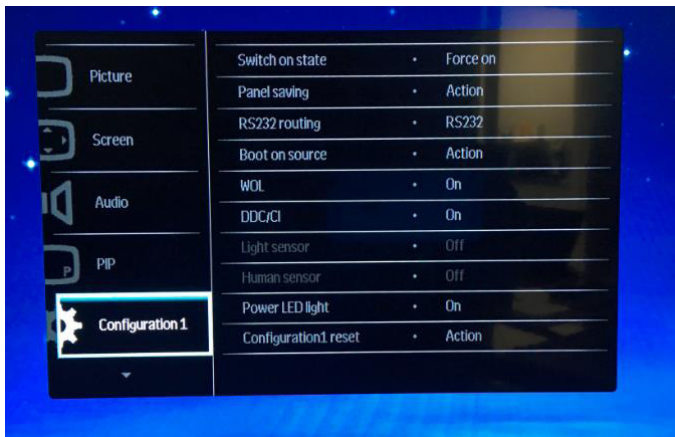 Picture
Screen
Audio
P
PIP
Configuration 1
Switch on state • Force on
Panel saving • Action
RS232 routing • RS232
Boot on source • Action
WOL • On
DDC/CI • On
Light sensor • Off
Human sensor • Off
Power LED light • On
Configuration1 reset • Action